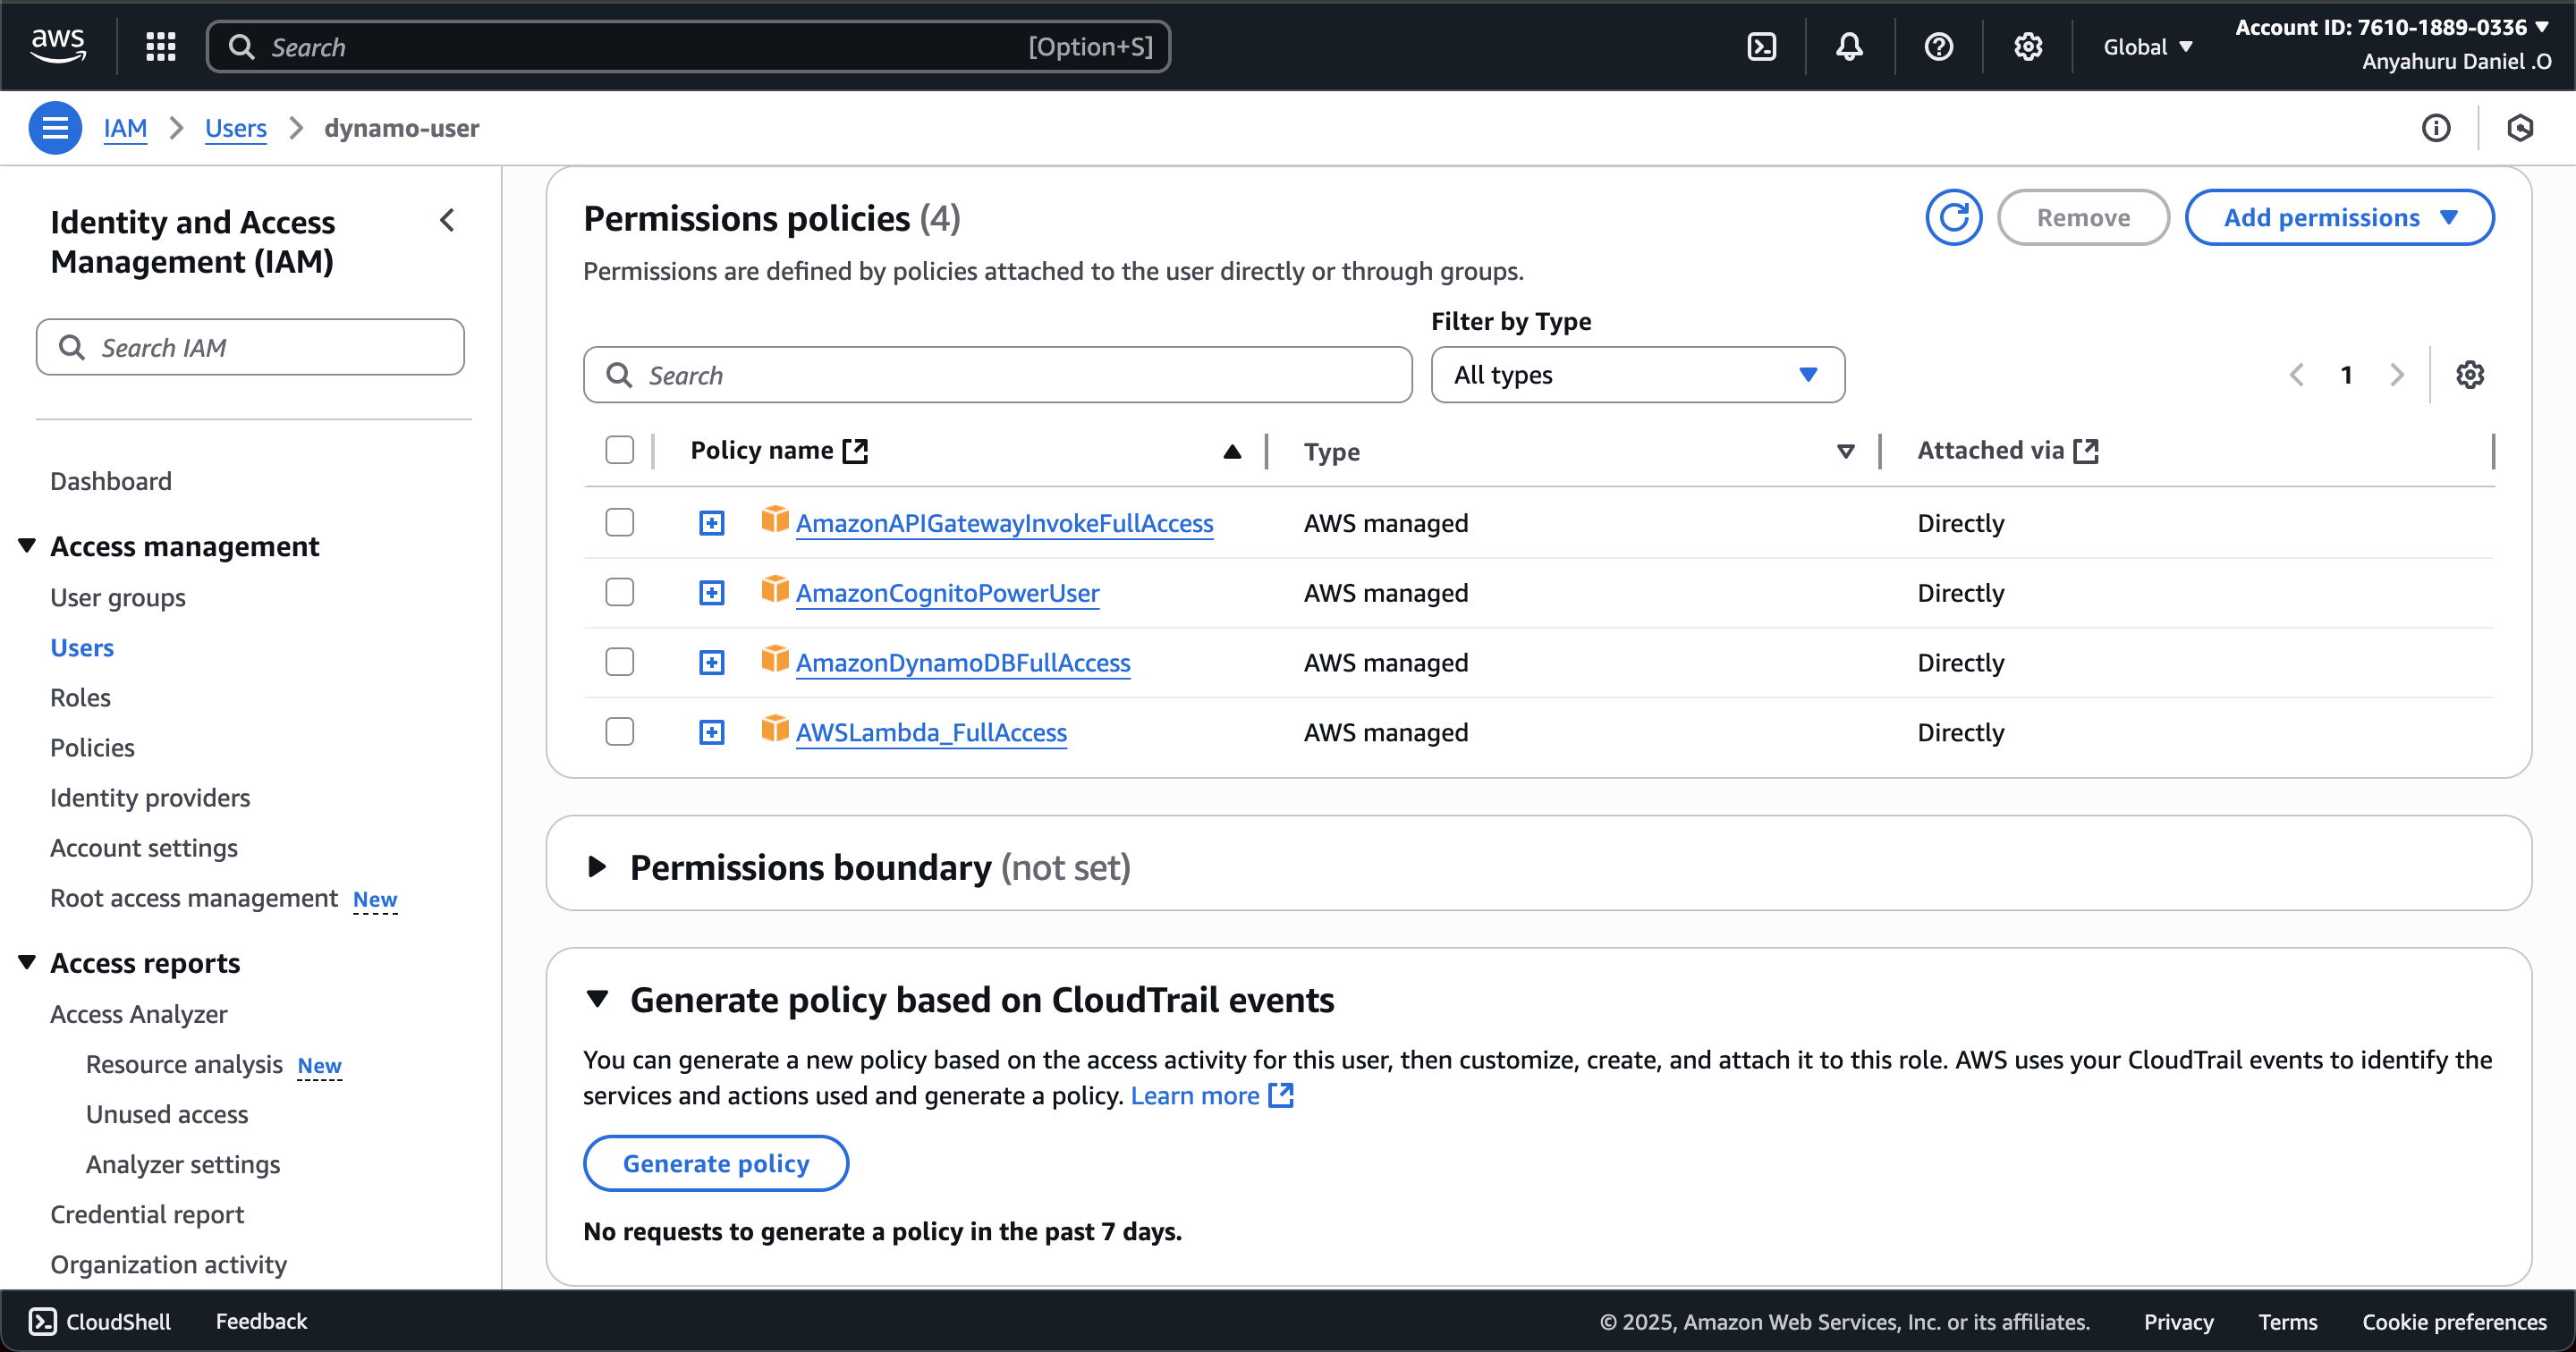 aws
Search
[Option+S]
Global
Account ID: 7610-1889-0336
Anyahuru Daniel .O
IAM
Users
dynamo-user
Identity and Access
Management (IAM)
Search IAM
Dashboard
Access management
User groups
Users
Roles
Policies
Identity providers
Account settings
Root access management New
Access reports
Access Analyzer
Resource analysis New
Unused access
Analyzer settings
Credential report
Organization activity
Permissions policies (4)
Remove
Add permissions
Permissions are defined by policies attached to the user directly or through groups.
Filter by Type
Search
All types
1
Policy name
Type
Attached via
AmazonAPIGatewayInvokeFullAccess
AWS managed
Directly
AmazonCognitoPowerUser
AWS managed
Directly
AmazonDynamoDBFullAccess
AWS managed
Directly
AWSLambda_FullAccess
AWS managed
Directly
Permissions boundary (not set)
Generate policy based on CloudTrail events
You can generate a new policy based on the access activity for this user, then customize, create, and attach it to this role. AWS uses your CloudTrail events to identify the
services and actions used and generate a policy. Learn more
Generate policy
No requests to generate a policy in the past 7 days.
CloudShell
Feedback
© 2025, Amazon Web Services, Inc. or its affiliates.
Privacy
Terms
Cookie preferences